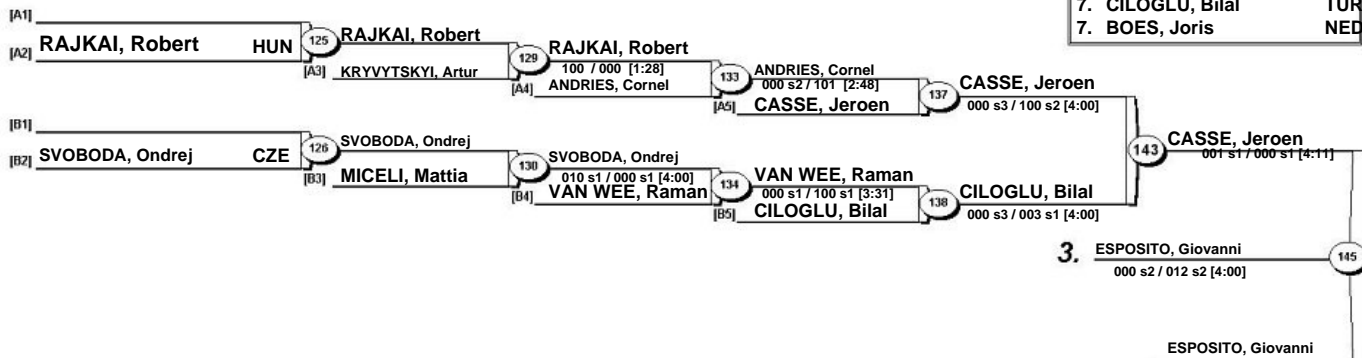 7. CILOGLU, Bilal TUR
7. BOES, Joris NED
[A1]
[A2] RAJKAI, Robert HUN
125
RAJKAI, Robert
[A3] KRYVYTSKYI, Artur
129
RAJKAI, Robert
100 / 000 [1:28]
[A4] ANDRIES, Cornel
133
ANDRIES, Cornel
000 s2 / 101 [2:48]
[A5] CASSE, Jeroen
137
CASSE, Jeroen
000 s3 / 100 s2 [4:00]
[B1]
[B2] SVOBODA, Ondrej CZE
126
SVOBODA, Ondrej
[B3] MICELI, Mattia
130
SVOBODA, Ondrej
010 s1 / 000 s1 [4:00]
[B4] VAN WEE, Raman
134
VAN WEE, Raman
000 s1 / 100 s1 [3:31]
[B5] CILOGLU, Bilal
138
CILOGLU, Bilal
000 s3 / 003 s1 [4:00]
143
CASSE, Jeroen
001 s1 / 000 s1 [4:11]
3. ESPOSITO, Giovanni
000 s2 / 012 s2 [4:00]
145
ESPOSITO, Giovanni